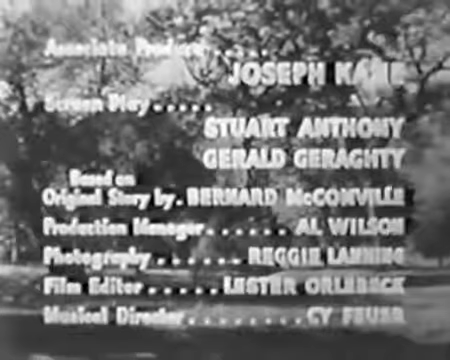 Associate Producer......
JOSEPH KANE
Screen Play.....
STUART ANTHONY
GERALD GERAGHTY
Based on
Original Story by. BERNARD McCONVILLE
Production Manager...... AL WILSON
Photography....... REGGIE LANNING
Film Editor ..... LESTER ORLEBECK
Musical Director......... CY FEUER